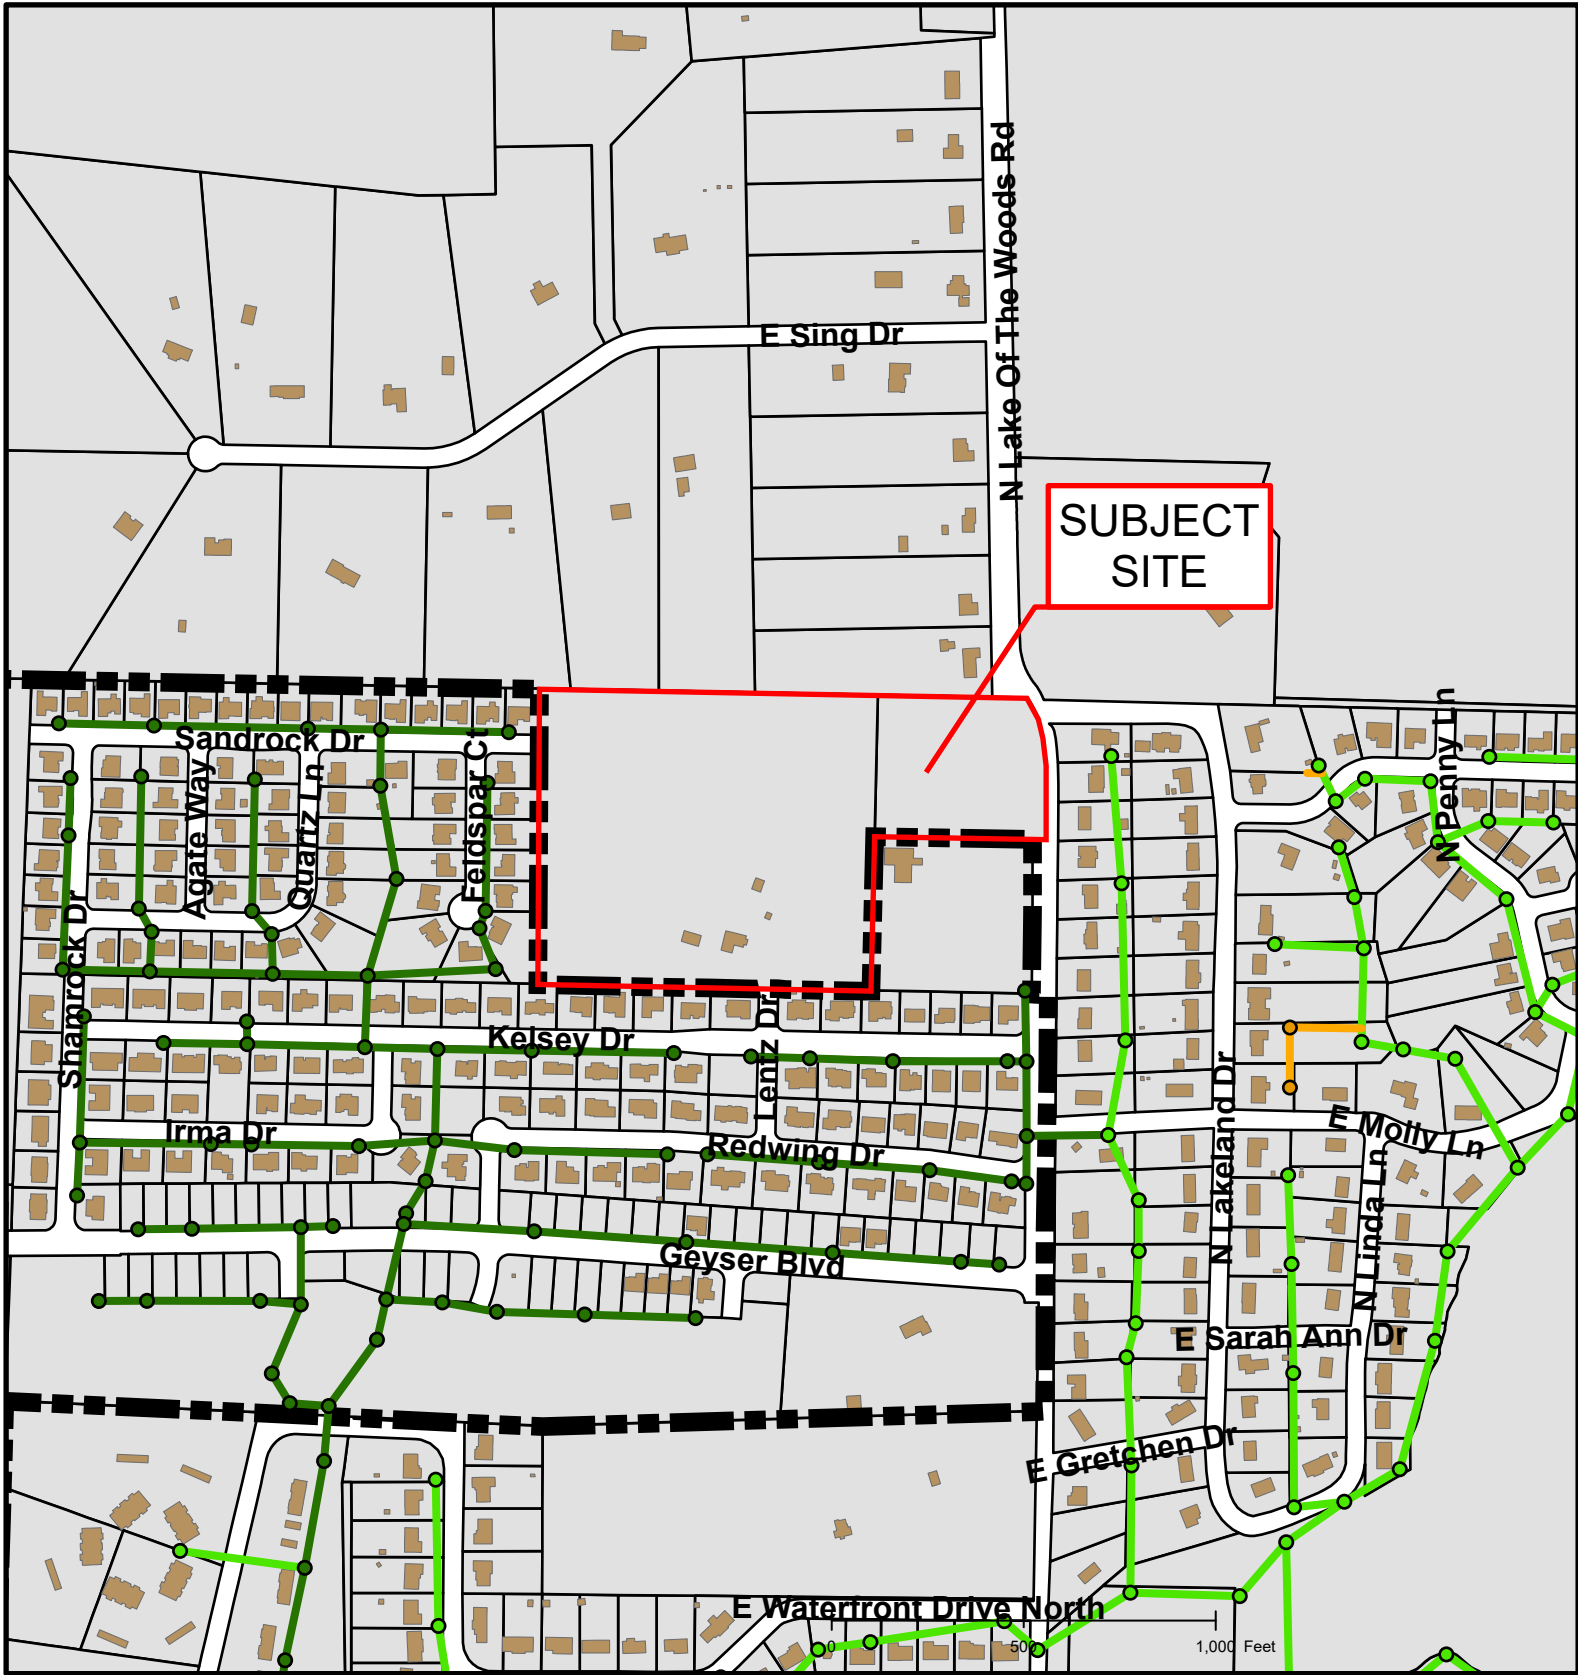 N Lake Of The Woods Rd
E Sing Dr
SUBJECT
SITE
Sandrock Dr
Agate Way
Quartz Ln
Feldspar Ct
N Penny Ln
Shamrock Dr
Kelsey Dr
Lentz Dr
Irma Dr
Redwing Dr
N Lakeland Dr
E Molly Ln
N Linda Ln
Geyser Blvd
E Sarah Ann Dr
E Gretchen Dr
E Waterfront Drive North
0 500 1,000 Feet